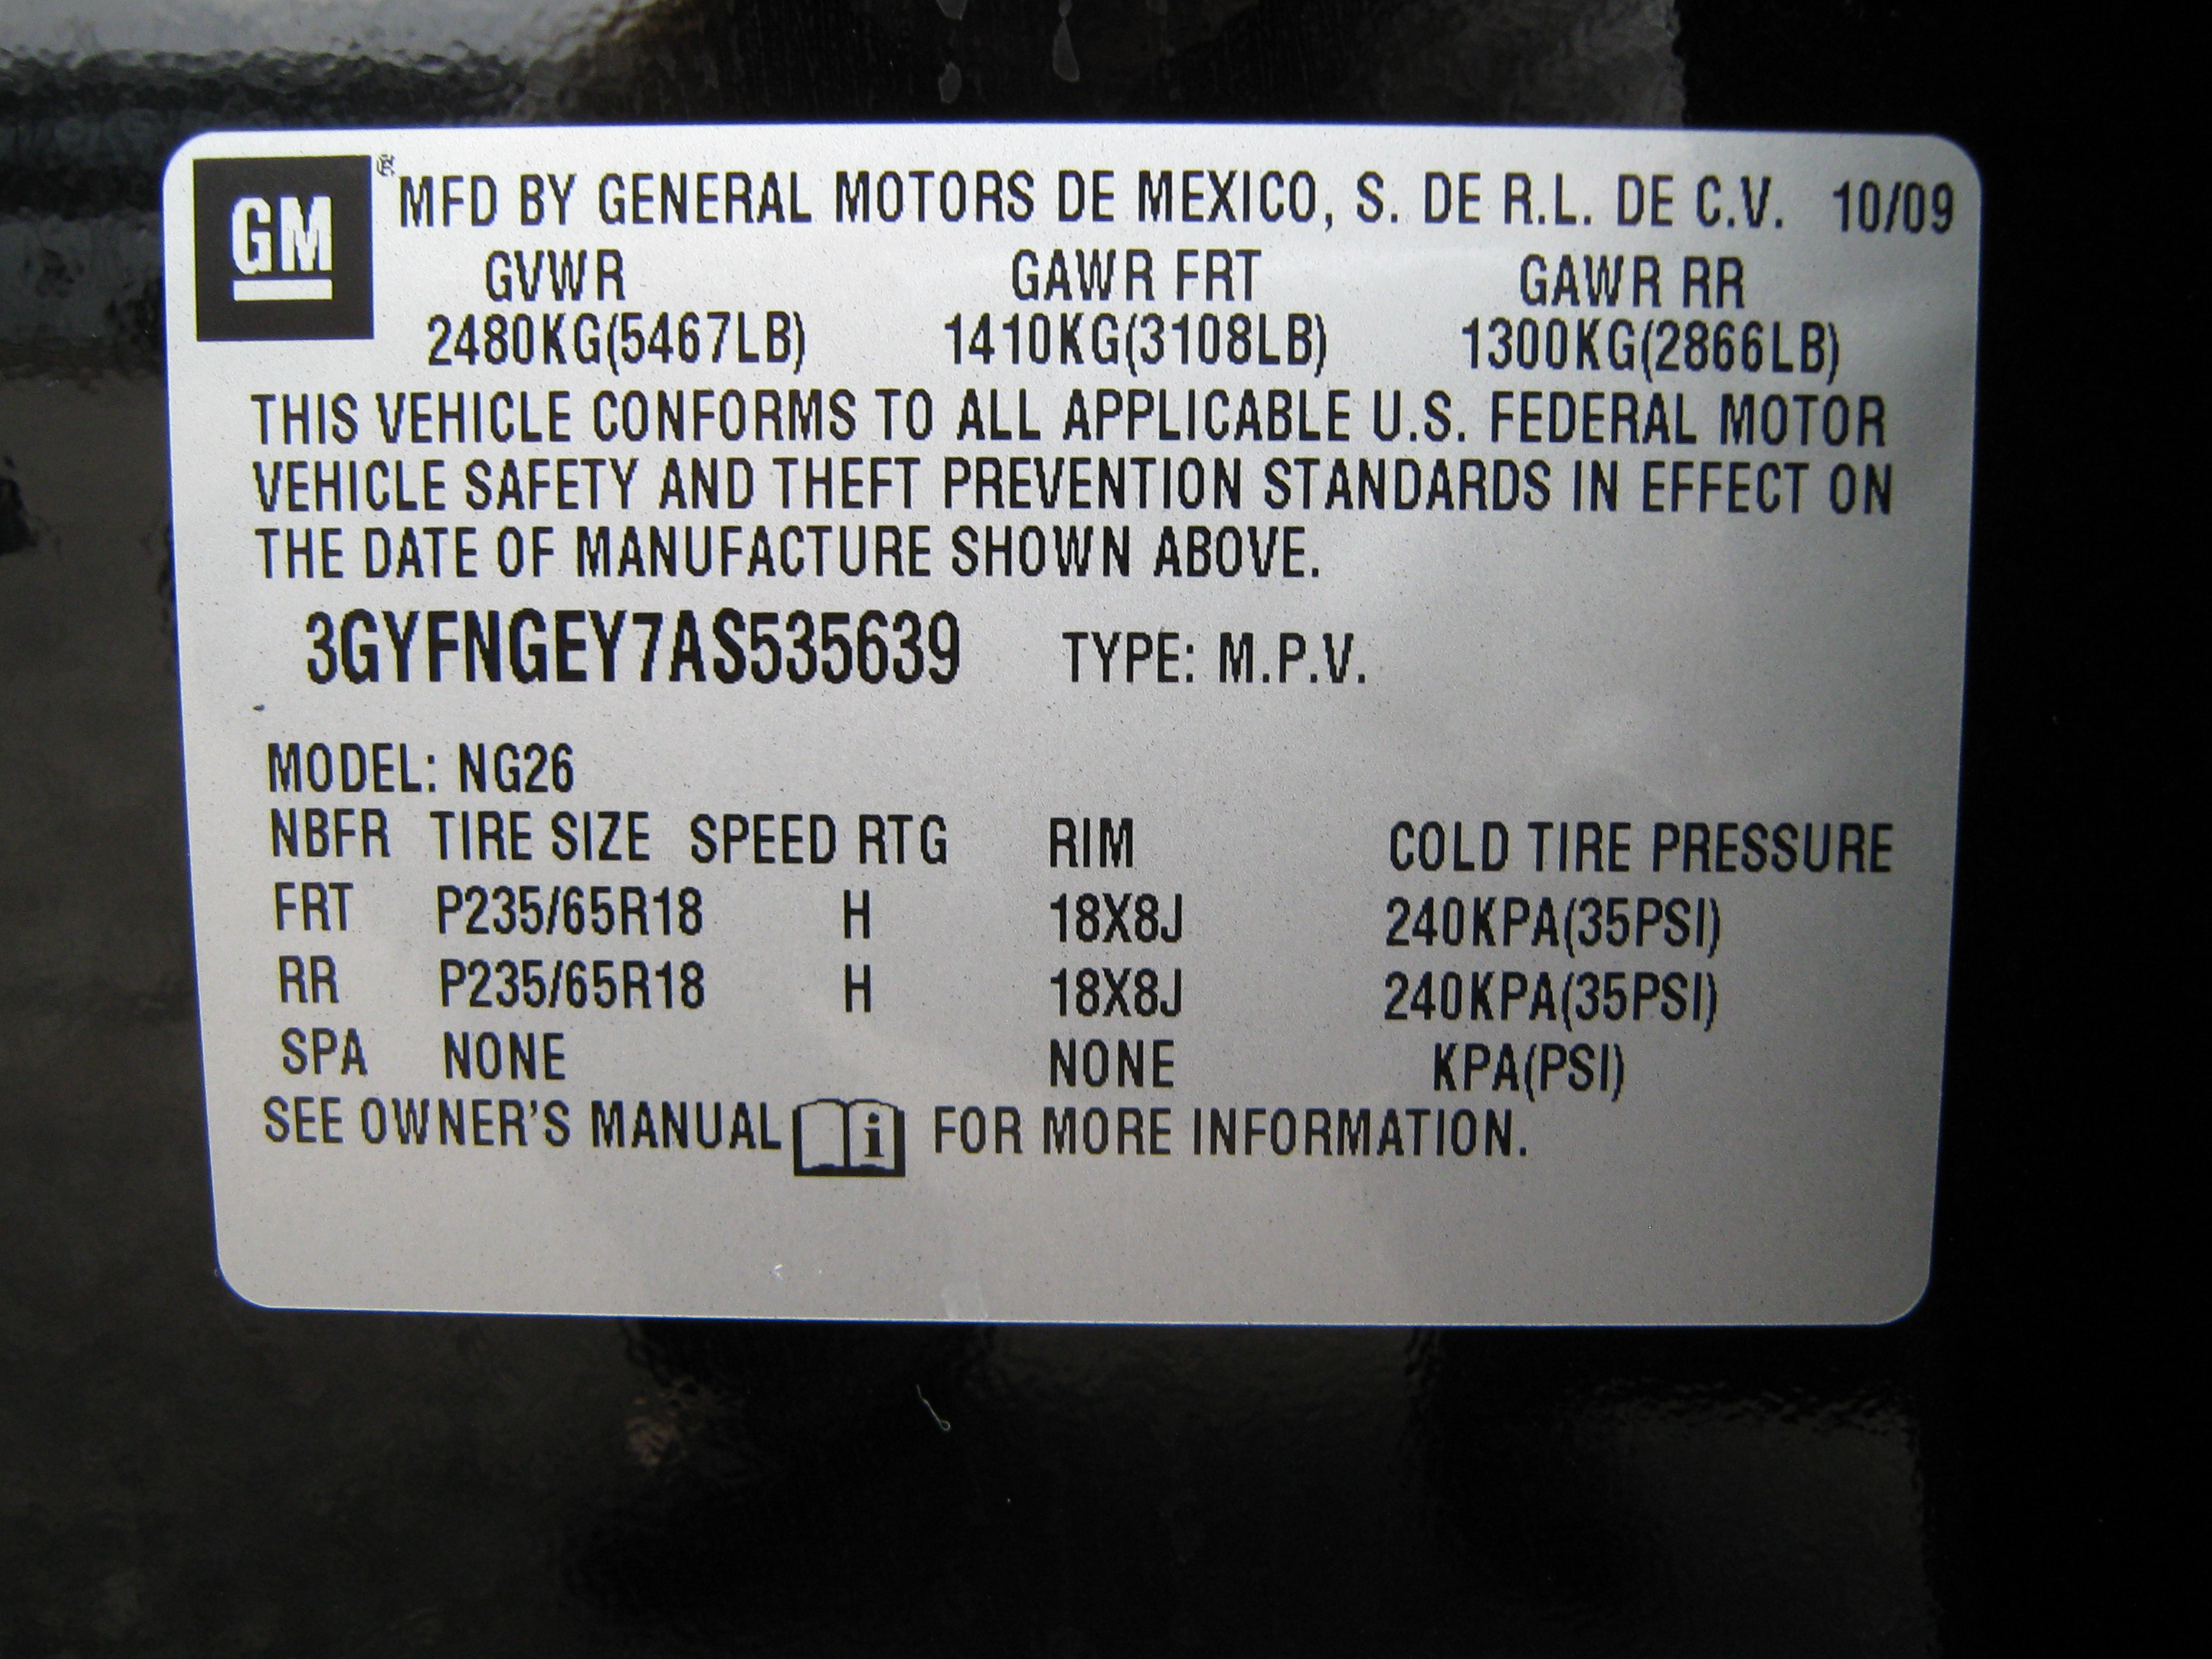 GM
MFD BY GENERAL MOTORS DE MEXICO, S. DE R.L. DE C.V. 10/09
GVWR GAWR FRT GAWR RR
2480KG(5467LB) 1410KG(3108LB) 1300KG(2866LB)
THIS VEHICLE CONFORMS TO ALL APPLICABLE U.S. FEDERAL MOTOR
VEHICLE SAFETY AND THEFT PREVENTION STANDARDS IN EFFECT ON
THE DATE OF MANUFACTURE SHOWN ABOVE.
3GYFNGEY7AS535639 TYPE: M.P.V.
MODEL: NG26
NBFR TIRE SIZE SPEED RTG RIM COLD TIRE PRESSURE
FRT P235/65R18 H 18X8J 240KPA(35PSI)
RR P235/65R18 H 18X8J 240KPA(35PSI)
SPA NONE NONE KPA(PSI)
SEE OWNER'S MANUAL i FOR MORE INFORMATION.